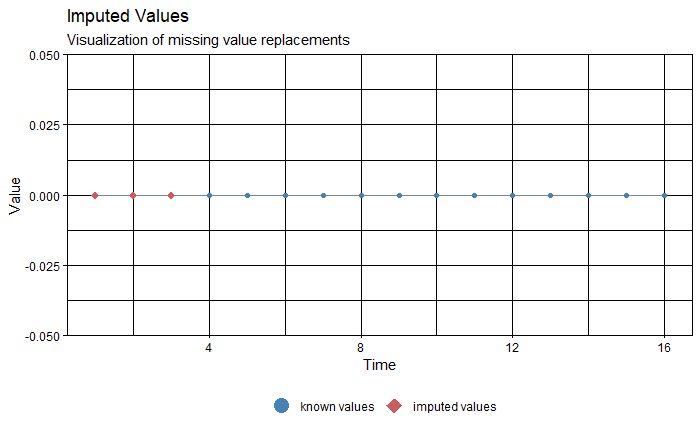 Imputed Values
Visualization of missing value replacements
0.050
0.025
0.000
-0.025
-0.050
Value
4 8 12 16
Time
known values imputed values